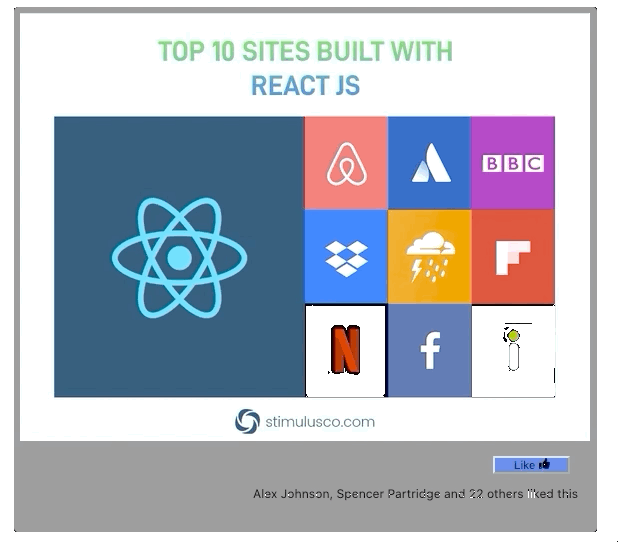 TOP 10 SITES BUILT WITH
REACT JS
BBC
N
f
stimulusco.com
Like
Alex Johnson, Spencer Partridge and 22 others liked this